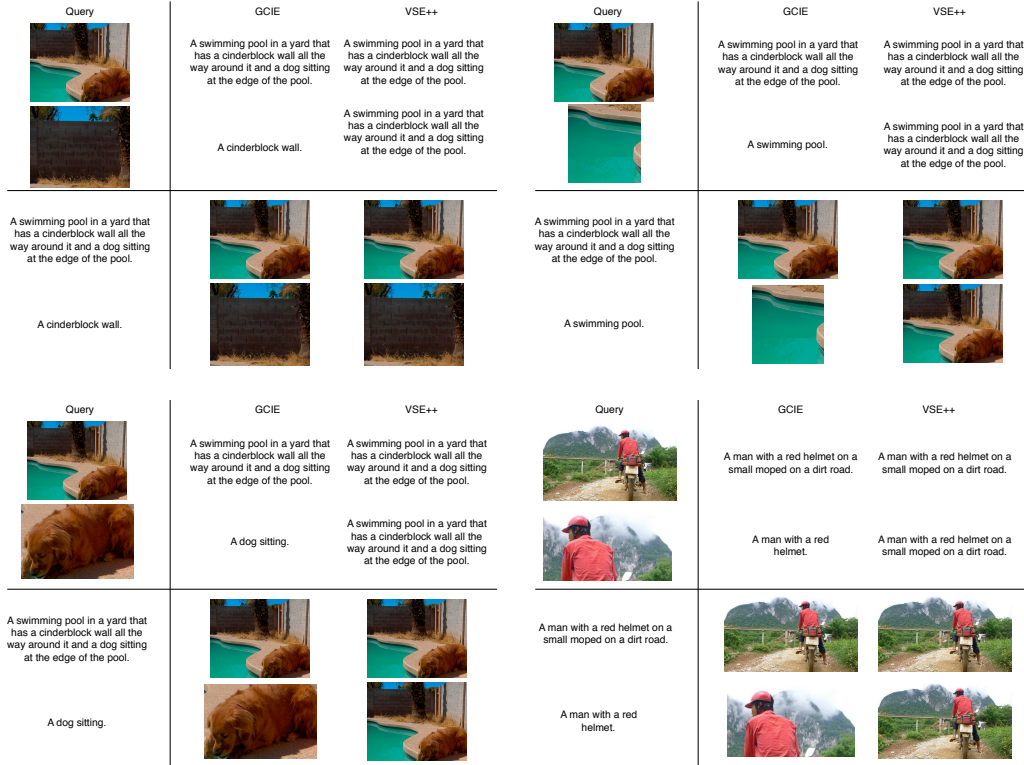 Query
GCIE
VSE++
A swimming pool in a yard that
has a cinderblock wall all the
way around it and a dog sitting
at the edge of the pool.
A swimming pool in a yard that
has a cinderblock wall all the
way around it and a dog sitting
at the edge of the pool.
A cinderblock wall.
A swimming pool in a yard that
has a cinderblock wall all the
way around it and a dog sitting
at the edge of the pool.
A swimming pool in a yard that
has a cinderblock wall all the
way around it and a dog sitting
at the edge of the pool.
A cinderblock wall.
Query
GCIE
VSE++
A swimming pool in a yard that
has a cinderblock wall all the
way around it and a dog sitting
at the edge of the pool.
A swimming pool in a yard that
has a cinderblock wall all the
way around it and a dog sitting
at the edge of the pool.
A swimming pool.
A swimming pool in a yard that
has a cinderblock wall all the
way around it and a dog sitting
at the edge of the pool.
A swimming pool in a yard that
has a cinderblock wall all the
way around it and a dog sitting
at the edge of the pool.
A swimming pool.
Query
GCIE
VSE++
A swimming pool in a yard that
has a cinderblock wall all the
way around it and a dog sitting
at the edge of the pool.
A swimming pool in a yard that
has a cinderblock wall all the
way around it and a dog sitting
at the edge of the pool.
A dog sitting.
A swimming pool in a yard that
has a cinderblock wall all the
way around it and a dog sitting
at the edge of the pool.
A swimming pool in a yard that
has a cinderblock wall all the
way around it and a dog sitting
at the edge of the pool.
A dog sitting.
Query
GCIE
VSE++
A man with a red helmet on a
small moped on a dirt road.
A man with a red helmet on a
small moped on a dirt road.
A man with a red
helmet.
A man with a red helmet on a
small moped on a dirt road.
A man with a red helmet on a
small moped on a dirt road.
A man with a red
helmet.